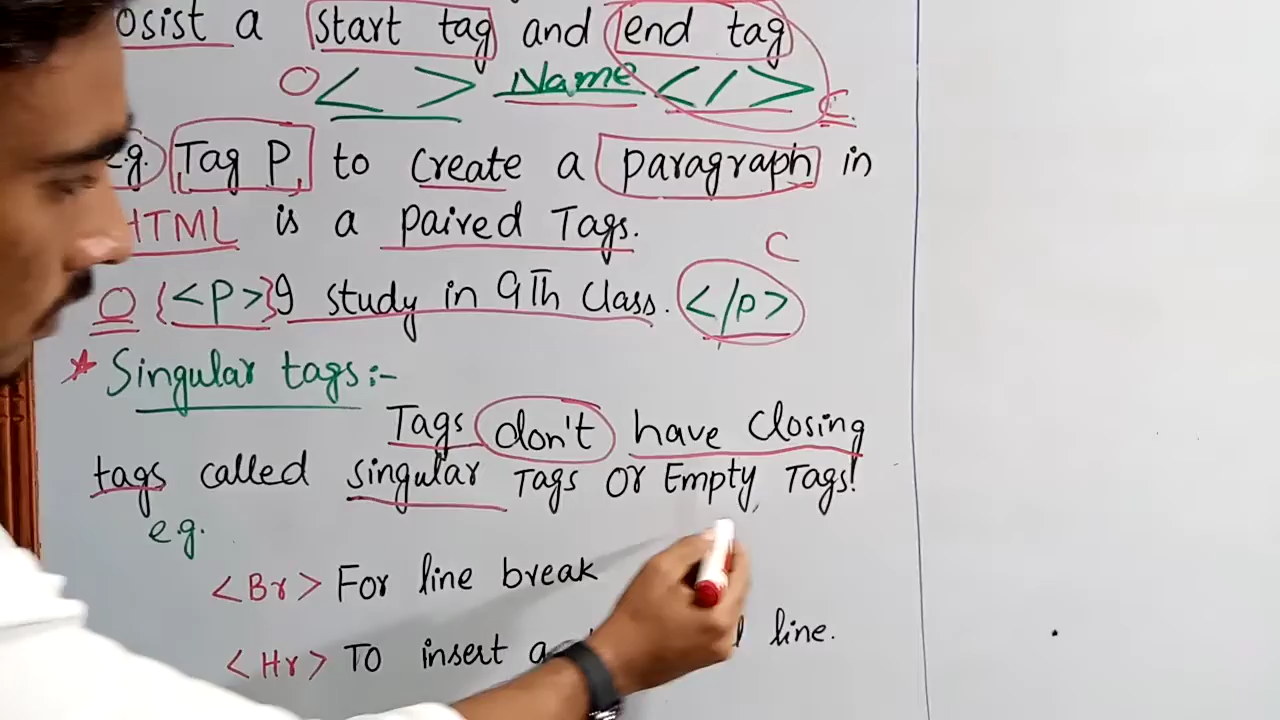 osist a start tag and end tag
O < > Name </> C
e.g. Tag P to create a paragraph in
HTML is a paired Tags.
C
O {<P>} I study in 9Th Class. </P>
* Singular tags:-
Tags don't have closing
tags called singular Tags Or Empty Tags!
e.g.
<Br> For line break
<Hr> To insert a line.